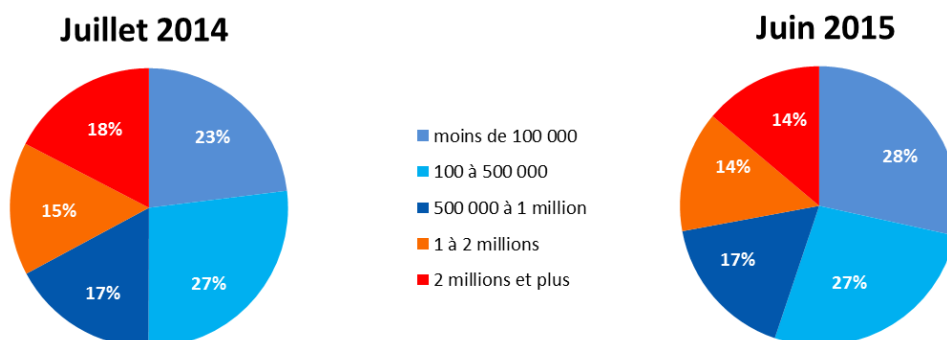 Juillet 2014
23%
27%
17%
15%
18%
moins de 100 000
100 à 500 000
500 000 à 1 million
1 à 2 millions
2 millions et plus
Juin 2015
28%
27%
17%
14%
14%